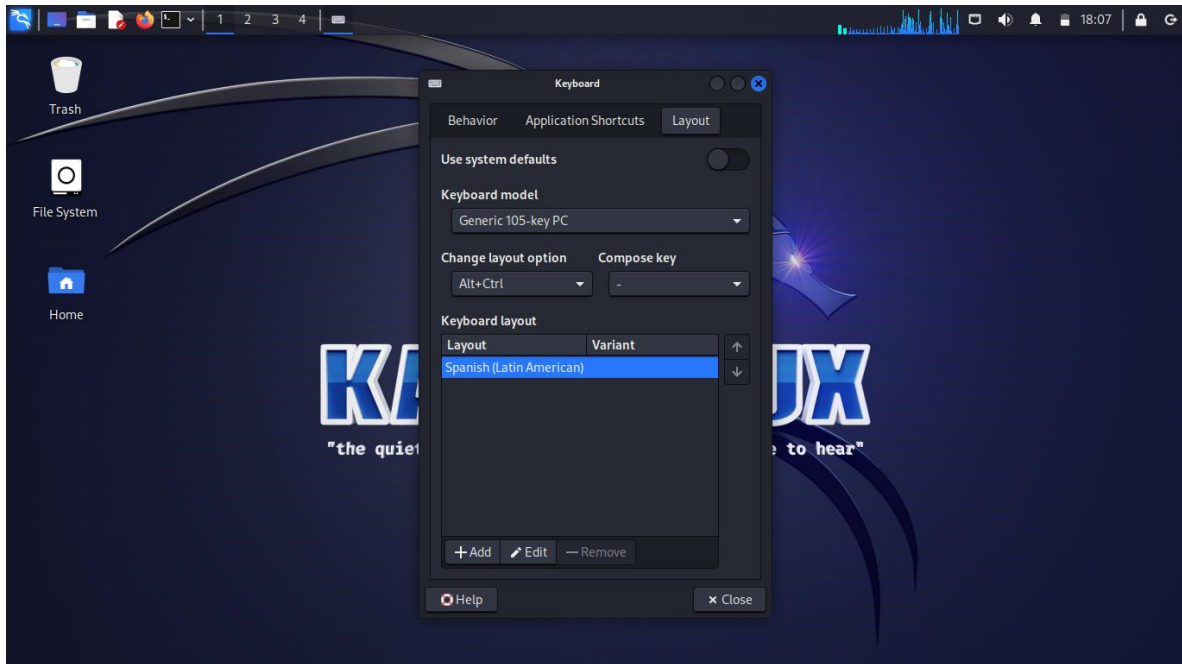 1 2 3 4
18:07
Trash
File System
Home
Keyboard
Behavior Application Shortcuts Layout
Use system defaults
Keyboard model
Generic 105-key PC
Change layout option Compose key
Alt+Ctrl -
Keyboard layout
Layout Variant
Spanish (Latin American)
Add Edit Remove
Help Close
KA UX
"the quiet e to hear"